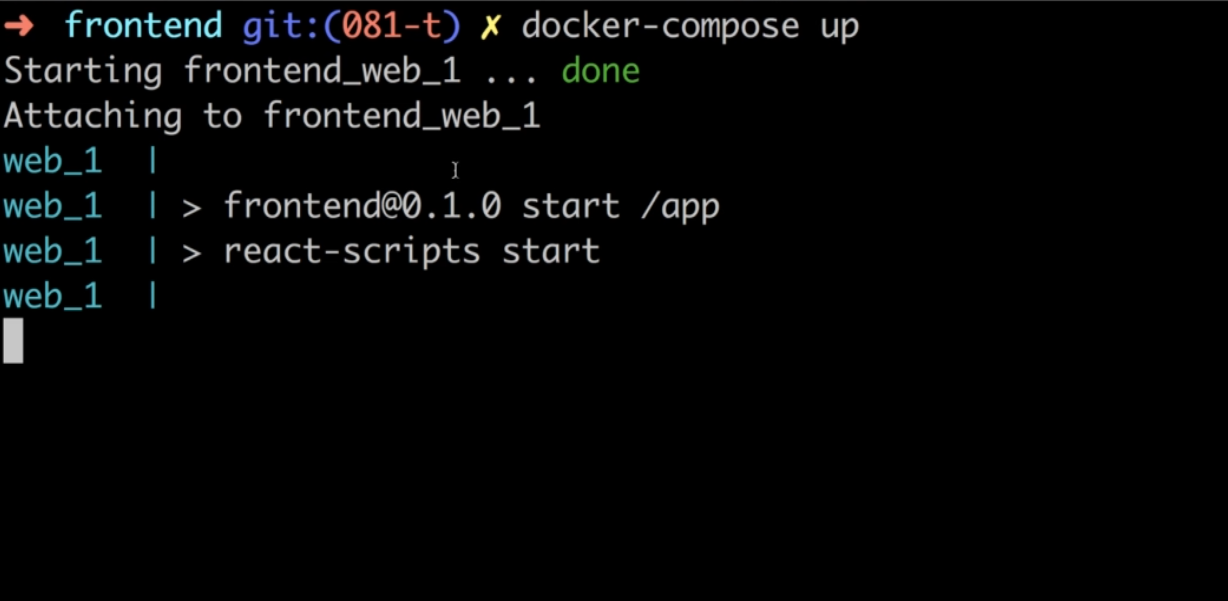 ➜ frontend git:(081-t) ✗ docker-compose up
Starting frontend_web_1 ... done
Attaching to frontend_web_1
web_1 |
web_1 | > frontend@0.1.0 start /app
web_1 | > react-scripts start
web_1 |